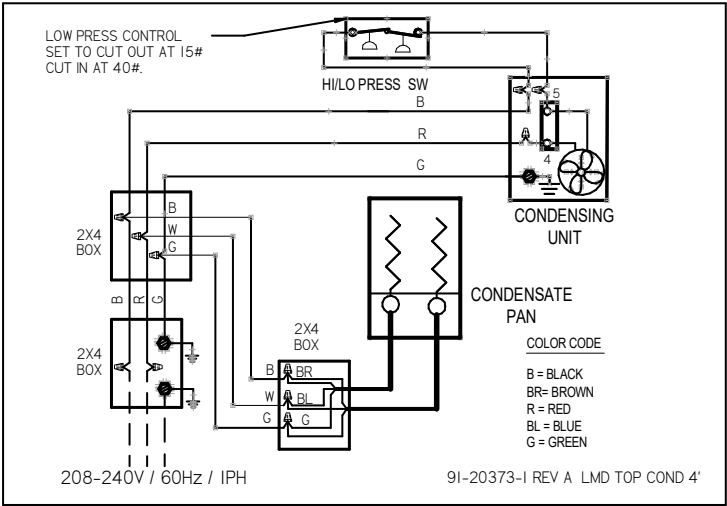 LOW PRESS CONTROL
SET TO CUT OUT AT 15#
CUT IN AT 40#.
HI/LO PRESS SW
B
5
R
4
G
CONDENSING
UNIT
2X4
BOX
B
W
G
B
R
G
CONDENSATE
PAN
2X4
BOX
2X4
BOX
COLOR CODE
B = BLACK
BR= BROWN
R = RED
BL = BLUE
G = GREEN
B
BR
W
BL
G
G
208-240V / 60Hz / 1PH
91-20373-1 REV A LMD TOP COND 4'